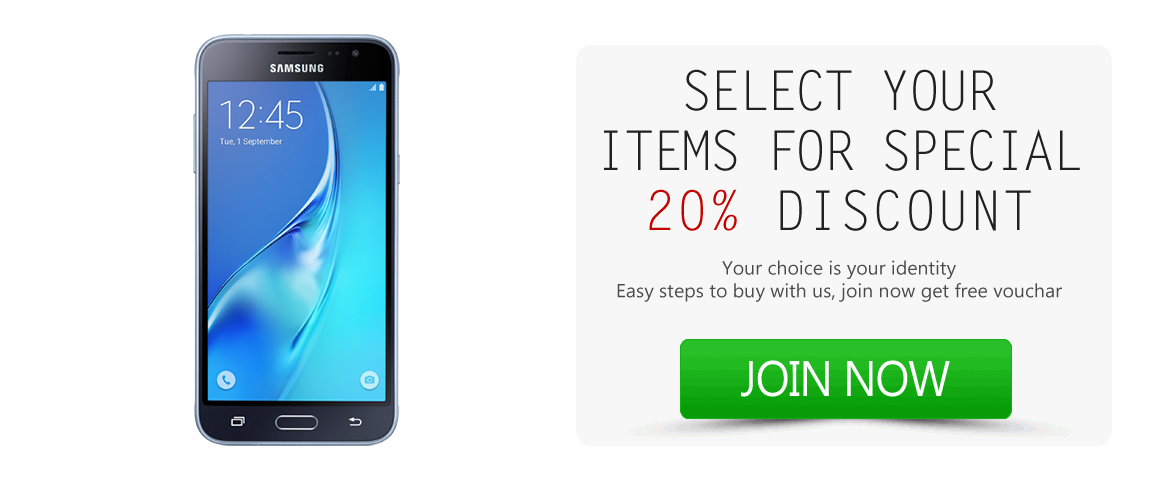 SAMSUNG
12:45
Tue, 1 September
SELECT YOUR
ITEMS FOR SPECIAL
20% DISCOUNT
Your choice is your identity
Easy steps to buy with us, join now get free vouchar
JOIN NOW